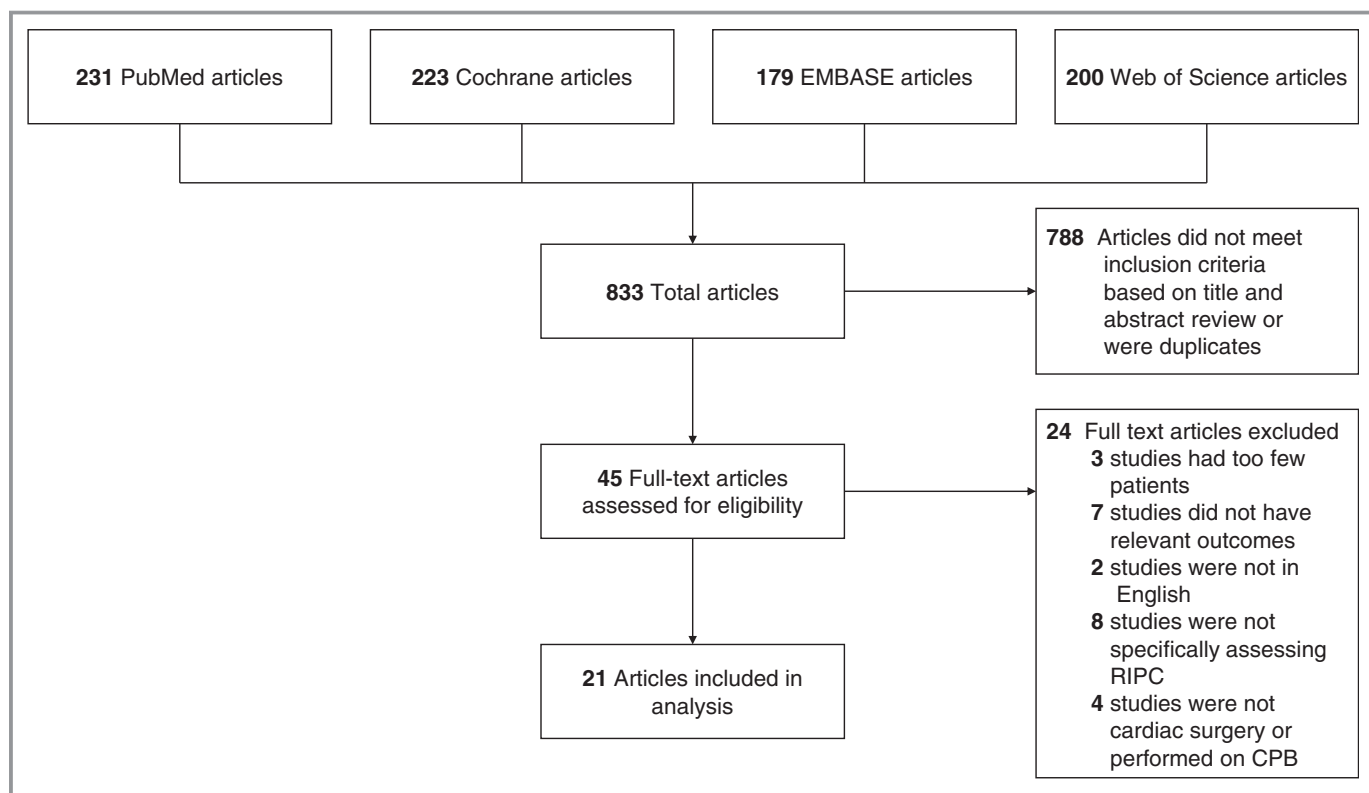 231 PubMed articles
223 Cochrane articles
179 EMBASE articles
200 Web of Science articles
833 Total articles
788 Articles did not meet
inclusion criteria
based on title and
abstract review or
were duplicates
45 Full-text articles
assessed for eligibility
24 Full text articles excluded
3 studies had too few
patients
7 studies did not have
relevant outcomes
2 studies were not in
English
8 studies were not
specifically assessing
RIPC
4 studies were not
cardiac surgery or
performed on CPB
21 Articles included in
analysis